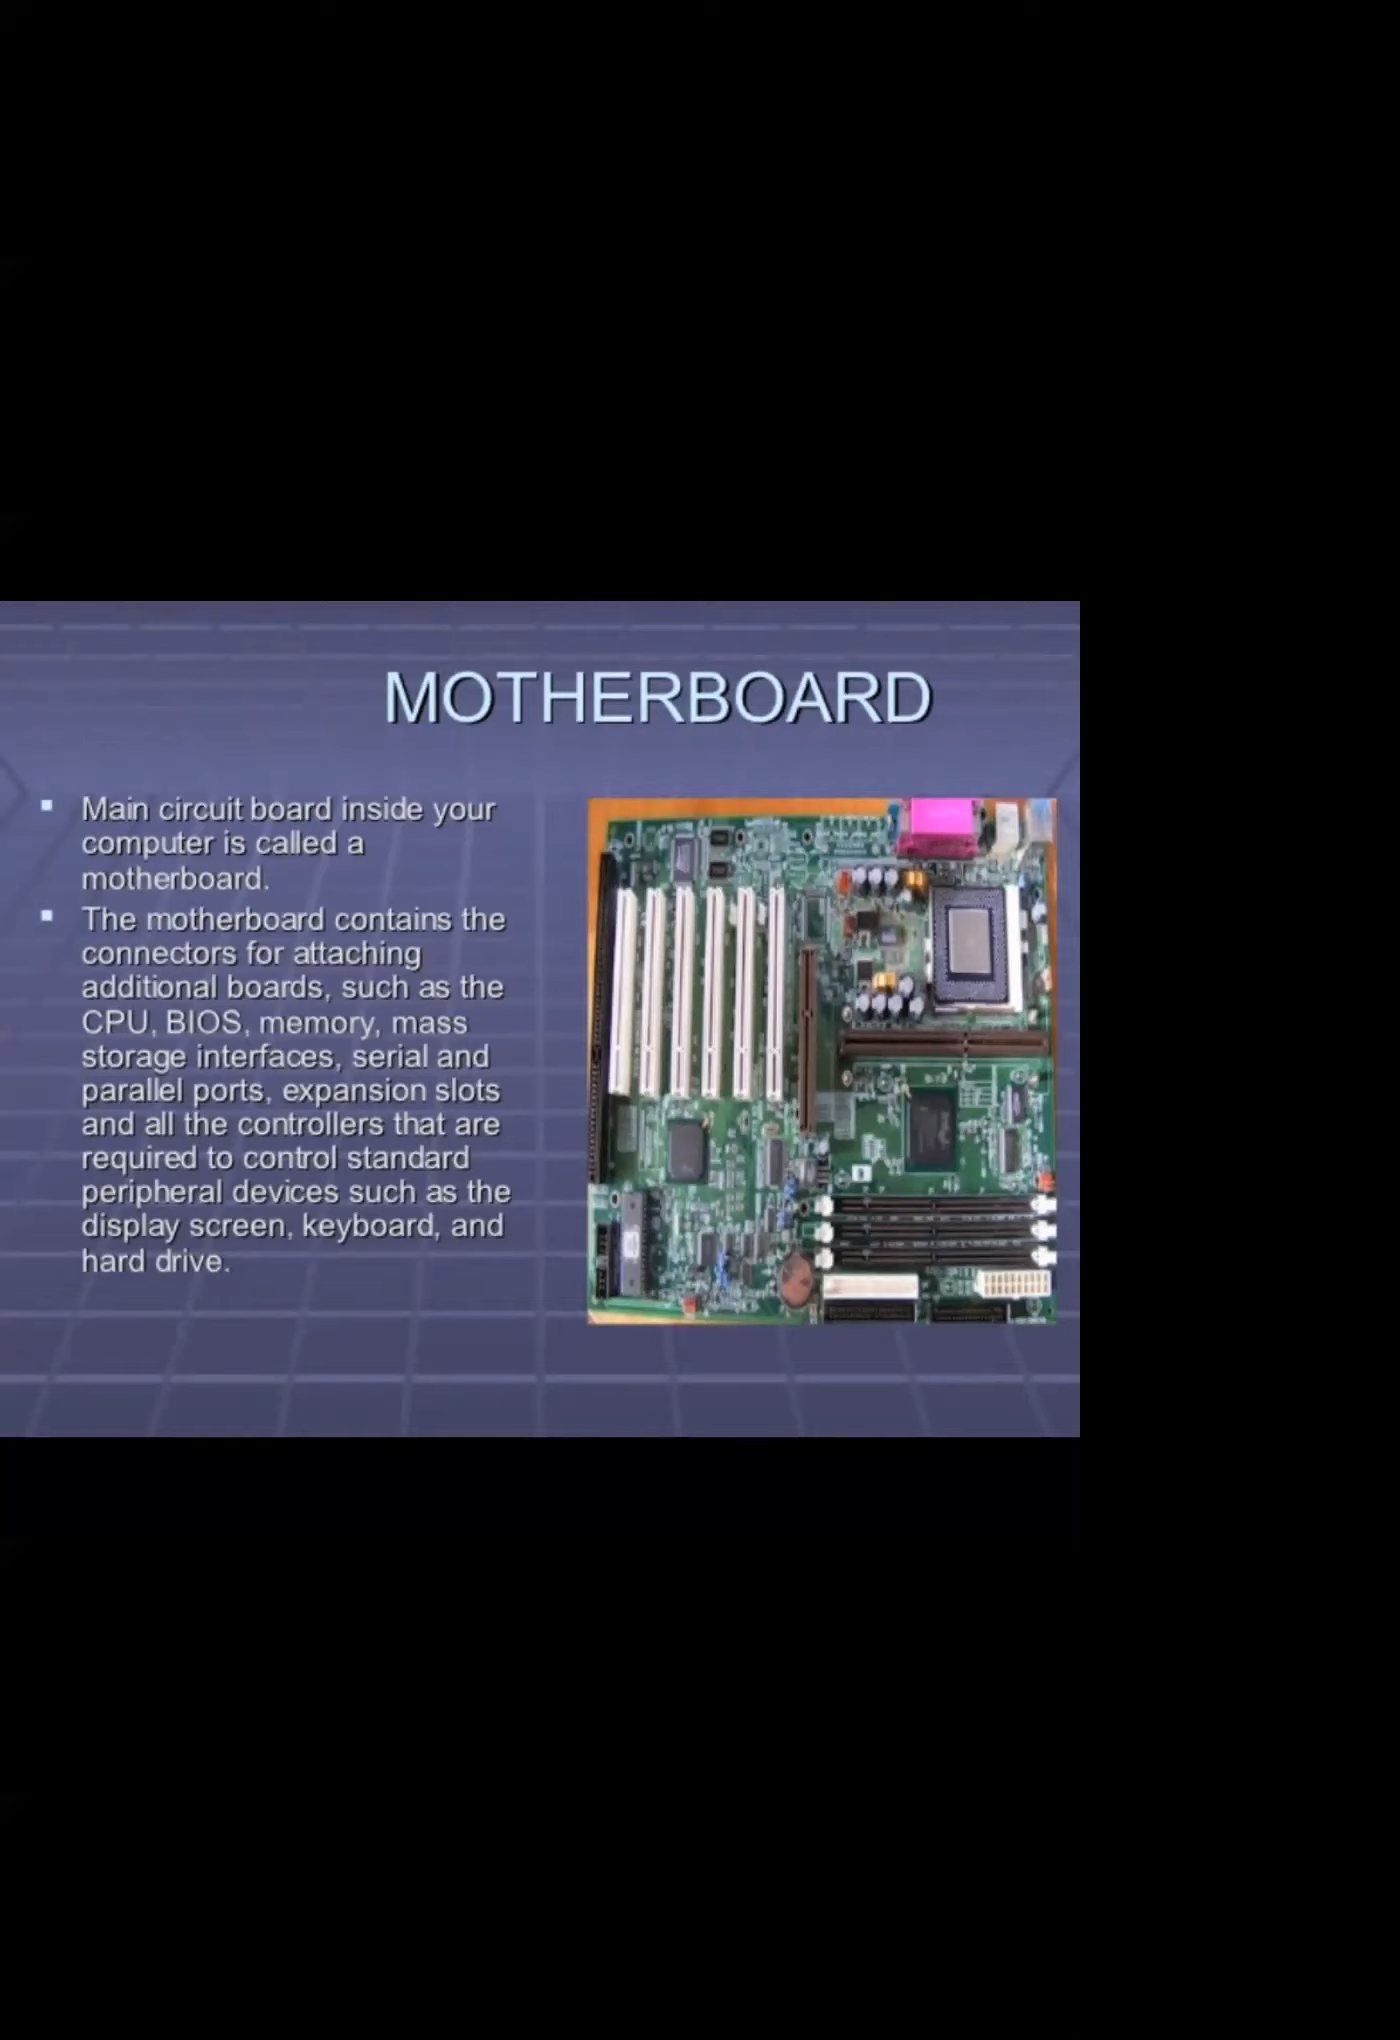 MOTHERBOARD
Main circuit board inside your
computer is called a
motherboard.
The motherboard contains the
connectors for attaching
additional boards, such as the
CPU, BIOS, memory, mass
storage interfaces, serial and
parallel ports, expansion slots
and all the controllers that are
required to control standard
peripheral devices such as the
display screen, keyboard, and
hard drive.